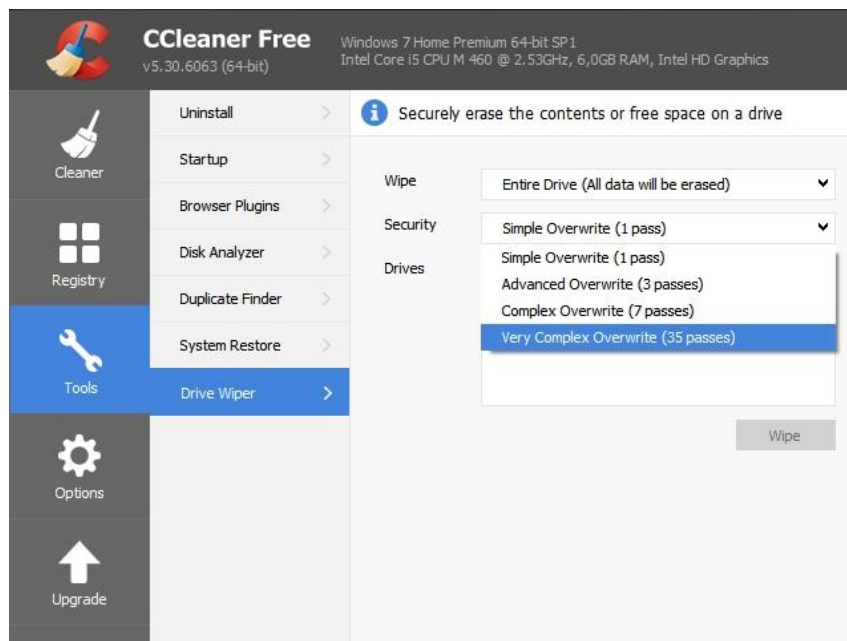 CCleaner Free
v5.30.6063 (64-bit)
Windows 7 Home Premium 64-bit SP1
Intel Core i5 CPU M 460 @ 2.53GHz, 6,0GB RAM, Intel HD Graphics
Cleaner
Registry
Tools
Options
Upgrade
Uninstall
Startup
Browser Plugins
Disk Analyzer
Duplicate Finder
System Restore
Drive Wiper
Securely erase the contents or free space on a drive
Wipe
Entire Drive (All data will be erased)
Security
Simple Overwrite (1 pass)
Drives
Simple Overwrite (1 pass)
Advanced Overwrite (3 passes)
Complex Overwrite (7 passes)
Very Complex Overwrite (35 passes)
Wipe